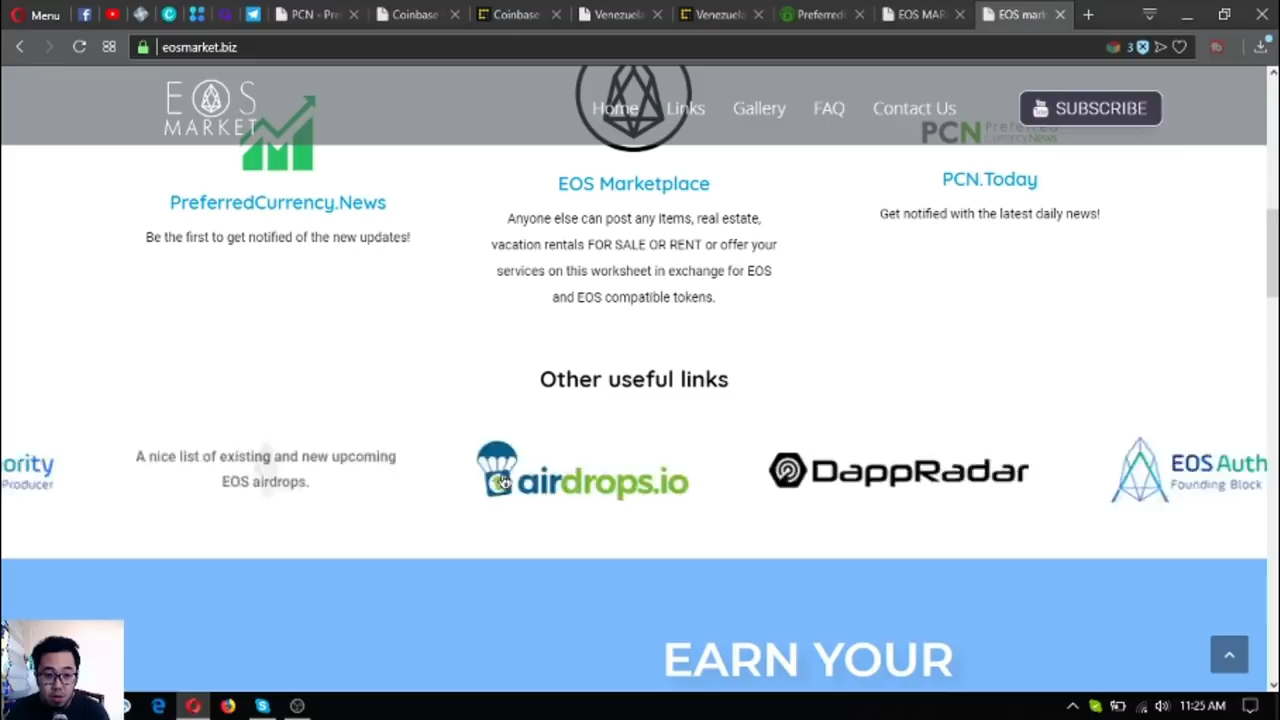 Menu
PCN - Pre
Coinbase
Coinbase
Venezuela
Venezuela
Preferred
EOS MAR
EOS mark
eosmarket.biz
3
EOS
MARKET
Home
Links
Gallery
FAQ
Contact Us
SUBSCRIBE
PCN Preferred
CurrencyNews
PreferredCurrency.News
Be the first to get notified of the new updates!
EOS Marketplace
Anyone else can post any Items, real estate,
vacation rentals FOR SALE OR RENT or offer your
services on this worksheet in exchange for EOS
and EOS compatible tokens.
PCN.Today
Get notified with the latest daily news!
Other useful links
ority
Producer
A nice list of existing and new upcoming
EOS airdrops.
airdrops.io
DappRadar
EOS Auth
Founding Block
EARN YOUR
11:25 AM